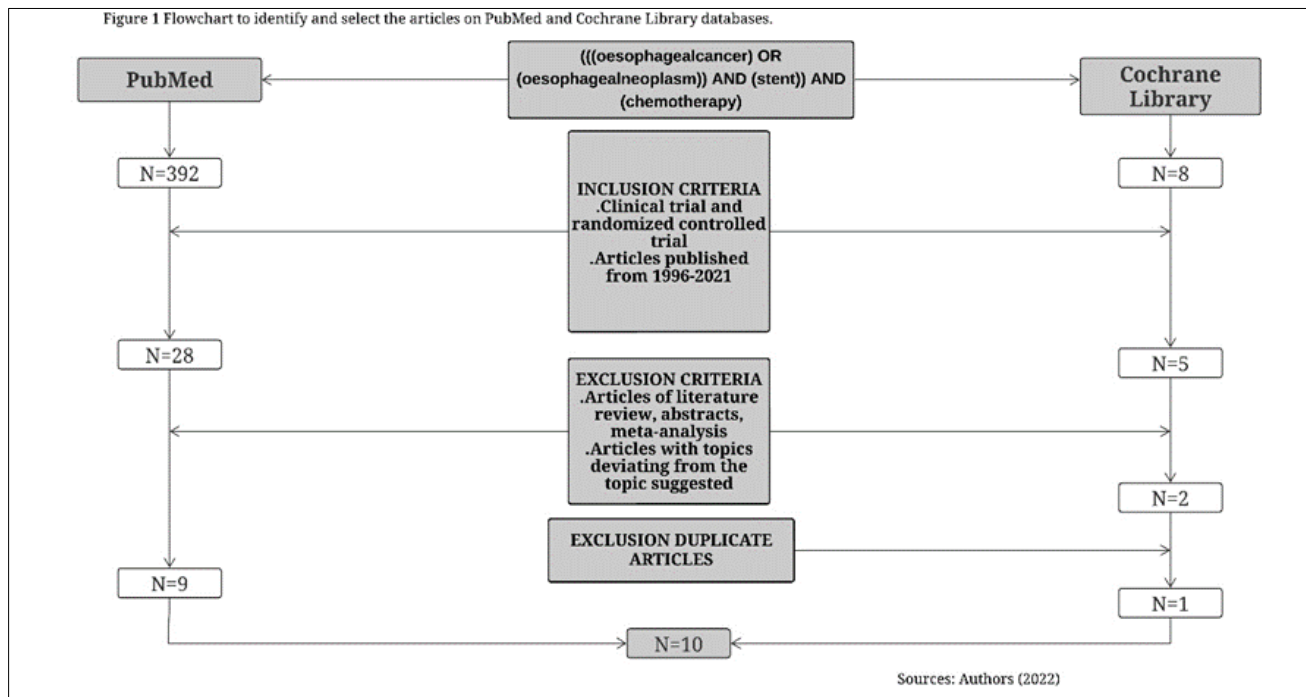 Figure 1 Flowchart to identify and select the articles on PubMed and Cochrane Library databases.
PubMed
(((oesophagealcancer) OR
(oesophagealneoplasm)) AND (stent)) AND
(chemotherapy)
Cochrane
Library
N=392
N=8
INCLUSION CRITERIA
.Clinical trial and
randomized controlled
trial
.Articles published
from 1996-2021
N=28
N=5
EXCLUSION CRITERIA
.Articles of literature
review, abstracts,
meta-analysis
.Articles with topics
deviating from the
topic suggested
N=2
EXCLUSION DUPLICATE
ARTICLES
N=9
N=1
N=10
Sources: Authors (2022)